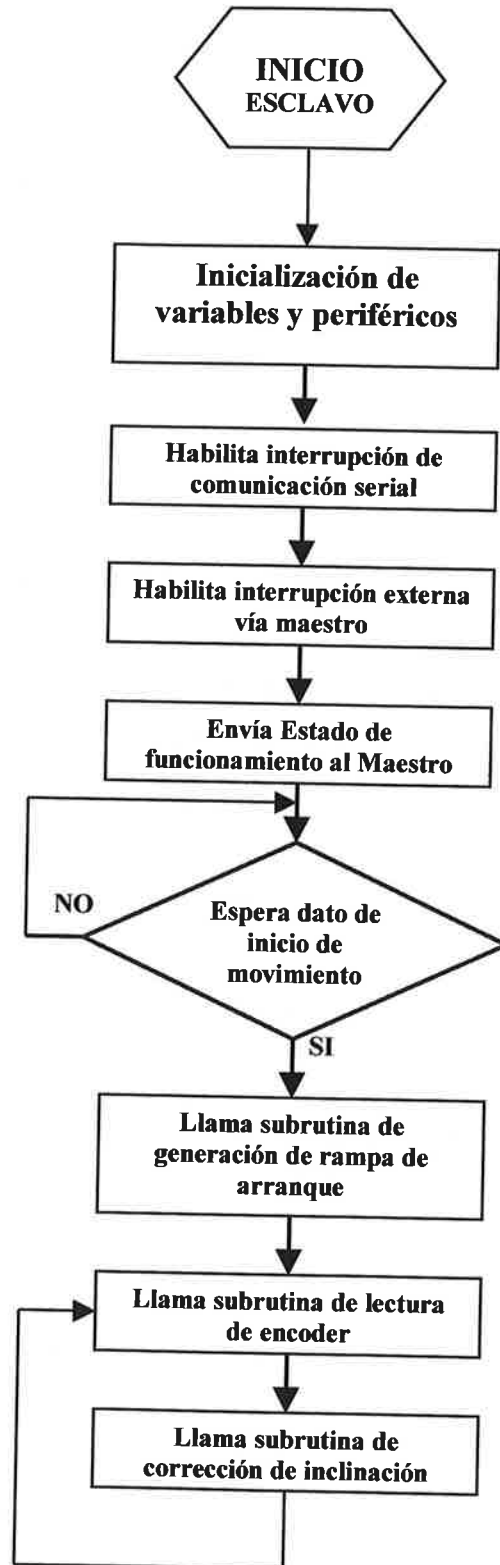 INICIO
ESCLAVO
Inicialización de
variables y periféricos
Habilita interrupción de
comunicación serial
Habilita interrupción externa
vía maestro
Envía Estado de
funcionamiento al Maestro
NO
Espera dato de
inicio de
movimiento
SI
Llama subrutina de
generación de rampa de
arranque
Llama subrutina de lectura
de encoder
Llama subrutina de
corrección de inclinación